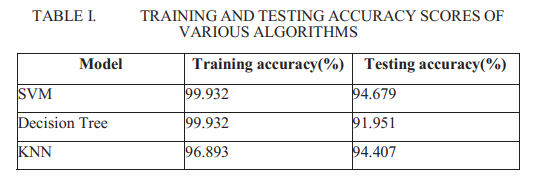 TABLE I. TRAINING AND TESTING ACCURACY SCORES OF
VARIOUS ALGORITHMS
Model Training accuracy(%) Testing accuracy(%)
SVM 99.932 94.679
Decision Tree 99.932 91.951
KNN 96.893 94.407